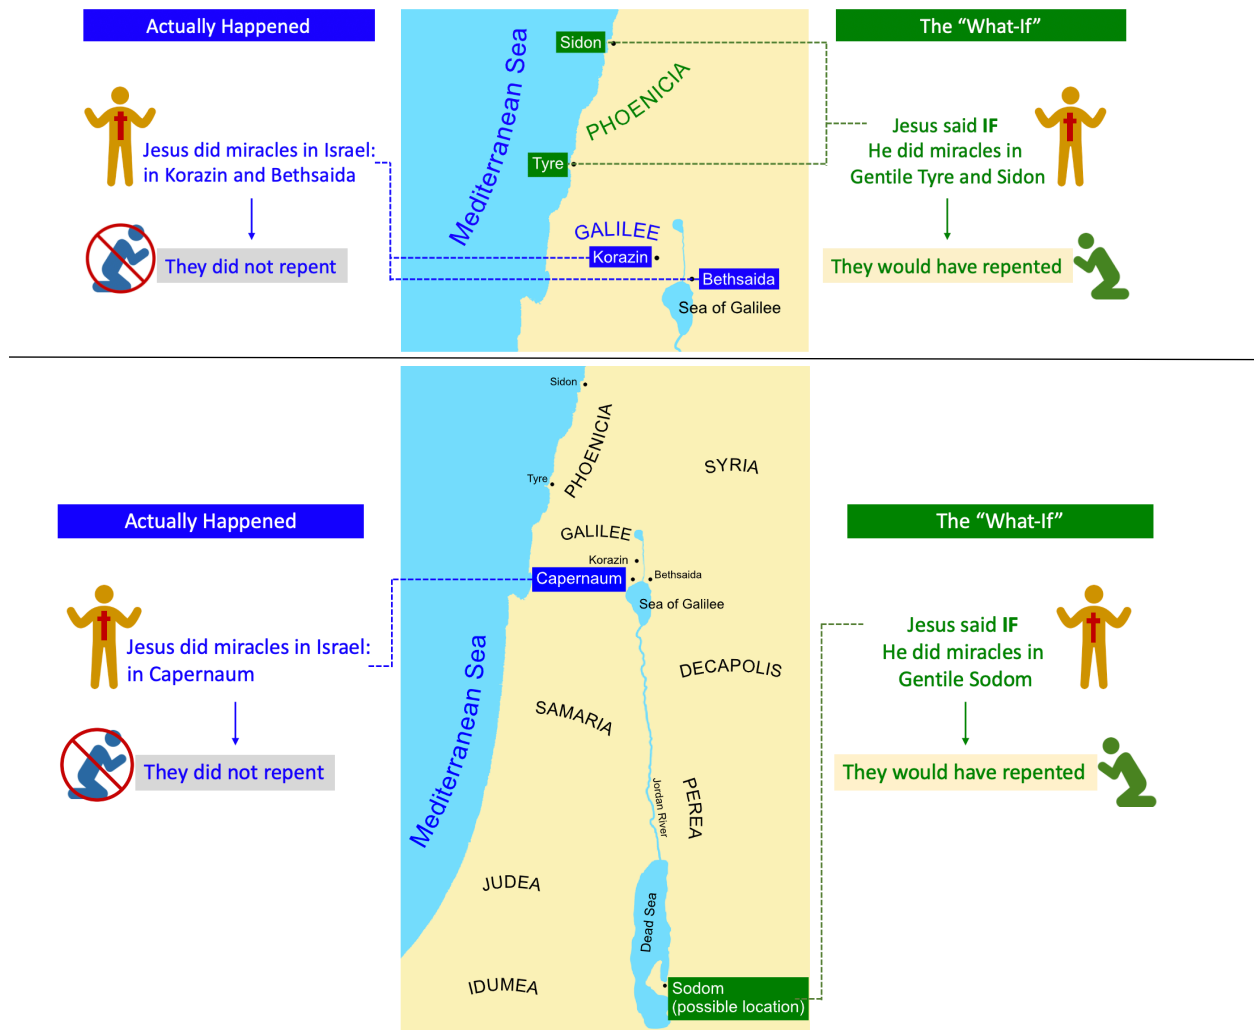 Actually Happened
The “What-If”
Jesus did miracles in Israel:
in Korazin and Bethsaida
They did not repent
Mediterranean Sea
Sidon
PHOENICIA
Tyre
GALILEE
Korazin
Bethsaida
Sea of Galilee
Jesus said IF
He did miracles in
Gentile Tyre and Sidon
They would have repented
Actually Happened
The “What-If”
Jesus did miracles in Israel:
in Capernaum
They did not repent
Sidon
PHOENICIA
SYRIA
Tyre
GALILEE
Korazin
Capernaum
Bethsaida
Sea of Galilee
Mediterranean Sea
DECAPOLIS
SAMARIA
Jordan River
PEREA
JUDEA
Dead Sea
IDUMEA
Sodom
(possible location)
Jesus said IF
He did miracles in
Gentile Sodom
They would have repented